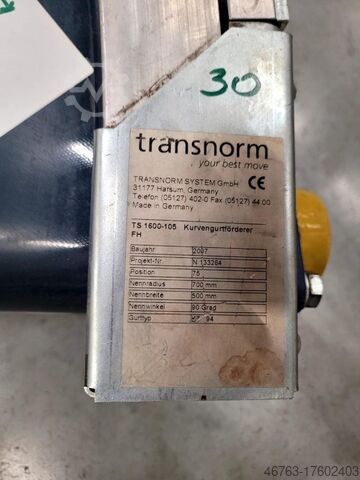 30
transnorm
your best move
TRANSNORM SYSTEM GmbH
31177 Harsum, Germany
Telefon (05127) 402-0 Fax (05127) 44 00
Made in Germany
CE
TS 1600-105 Kurvengurtförderer
FH
Baujahr 2007
Projekt-Nr. N 133264
Position 75
Nennradius 700 mm
Nennbreite 500 mm
Nennwinkel 90 Grad
Gurttyp 94
46763-17602403